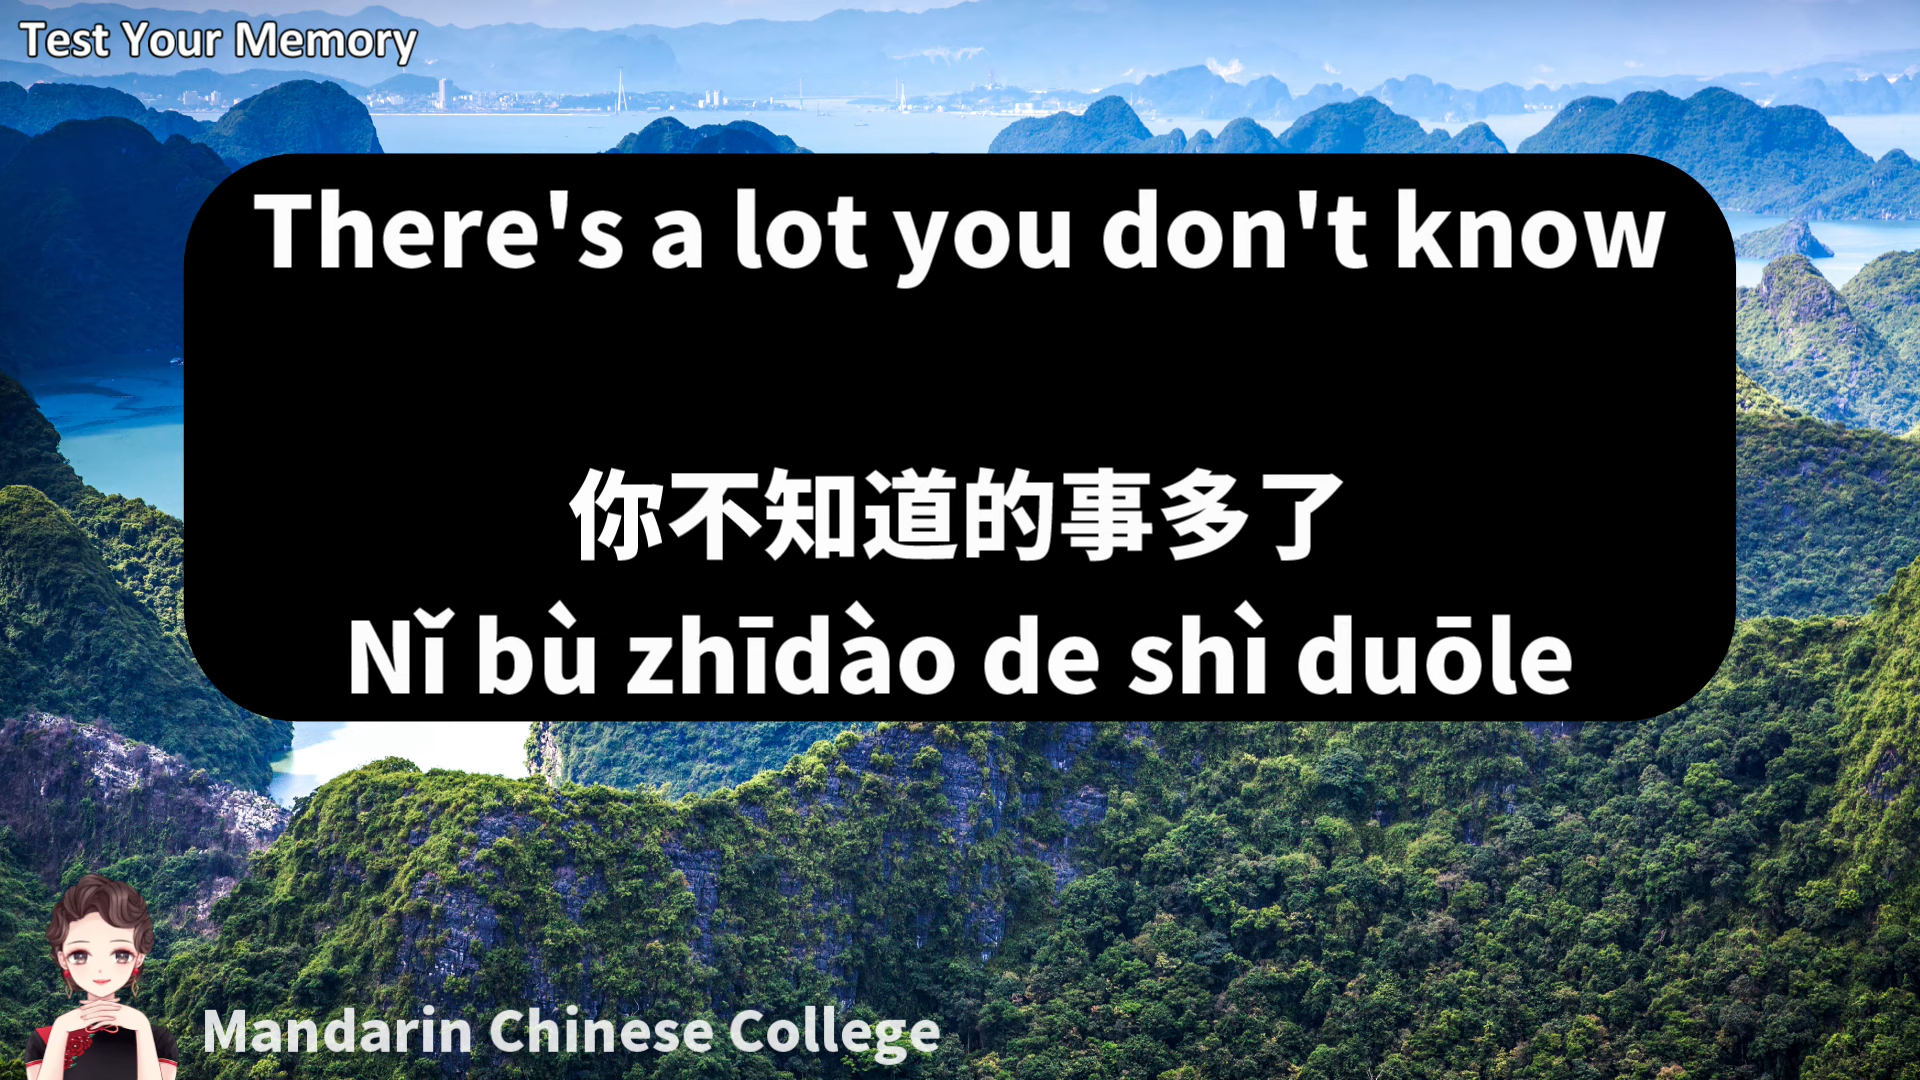 Test Your Memory
There's a lot you don't know
你不知道的事多了
Nǐ bù zhīdào de shì duōle
Mandarin Chinese College